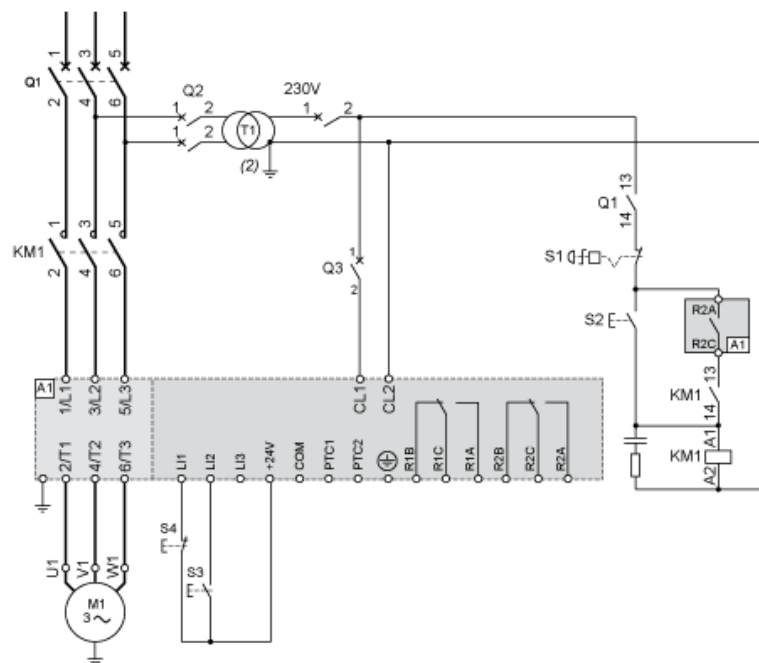 1 3 5
Q1
2 4 6
Q2
1 2
1 2
T1
(2)
230V
1 2
13
Q1
14
1 3 5
KM1
2 4 6
1
Q3
2
S1
S2
R2A
R2C
A1
13
KM1
14
A1
KM1
A2
A1
1/L1 3/L2 5/L3
CL1 CL2
2/T1 4/T2 6/T3
LI1 LI2 LI3 +24V COM PTC1 PTC2 R1B R1C R1A R2B R2C R2A
S4
S3
U1 V1 W1
M1
3 ~